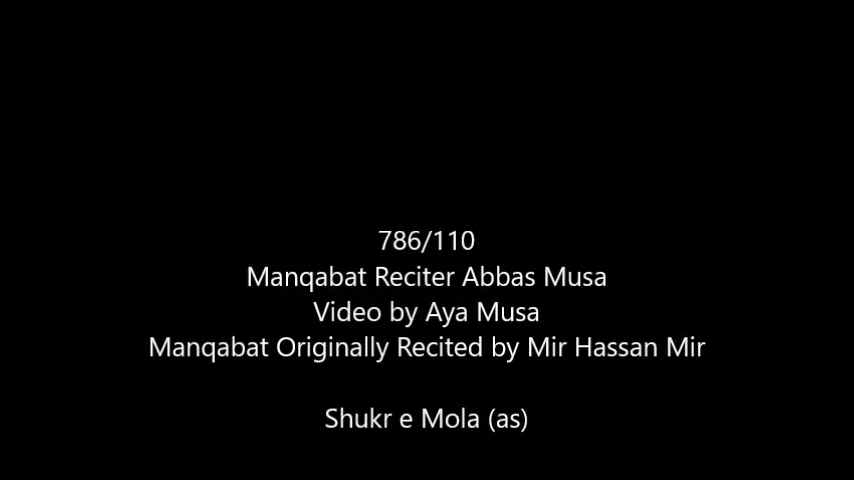 786/110
Manqabat Reciter Abbas Musa
Video by Aya Musa
Manqabat Originally Recited by Mir Hassan Mir
Shukr e Mola (as)